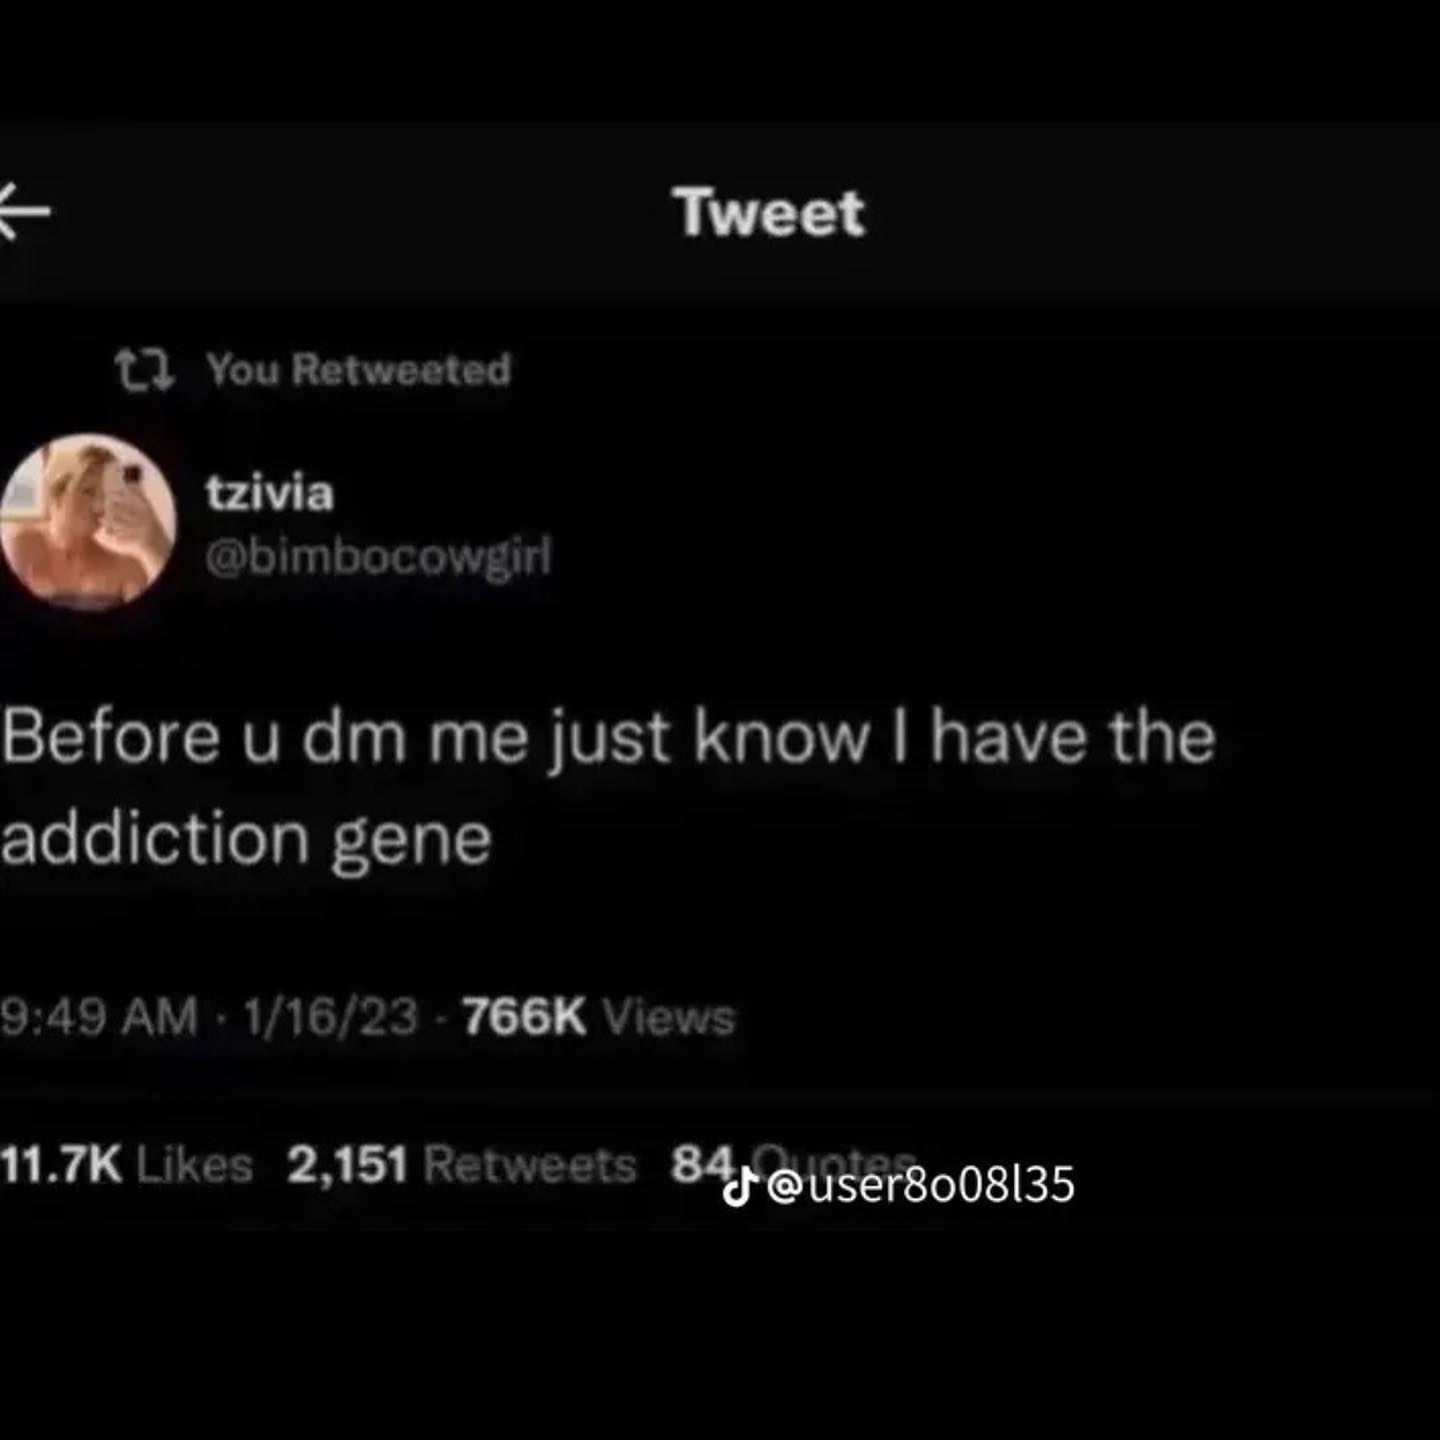 Tweet
You Retweeted
tzivia
@bimbocowgirl
Before u dm me just know I have the
addiction gene
9:49 AM · 1/16/23 · 766K Views
11.7K Likes 2,151 Retweets 84 Quotes
@user8o08l35